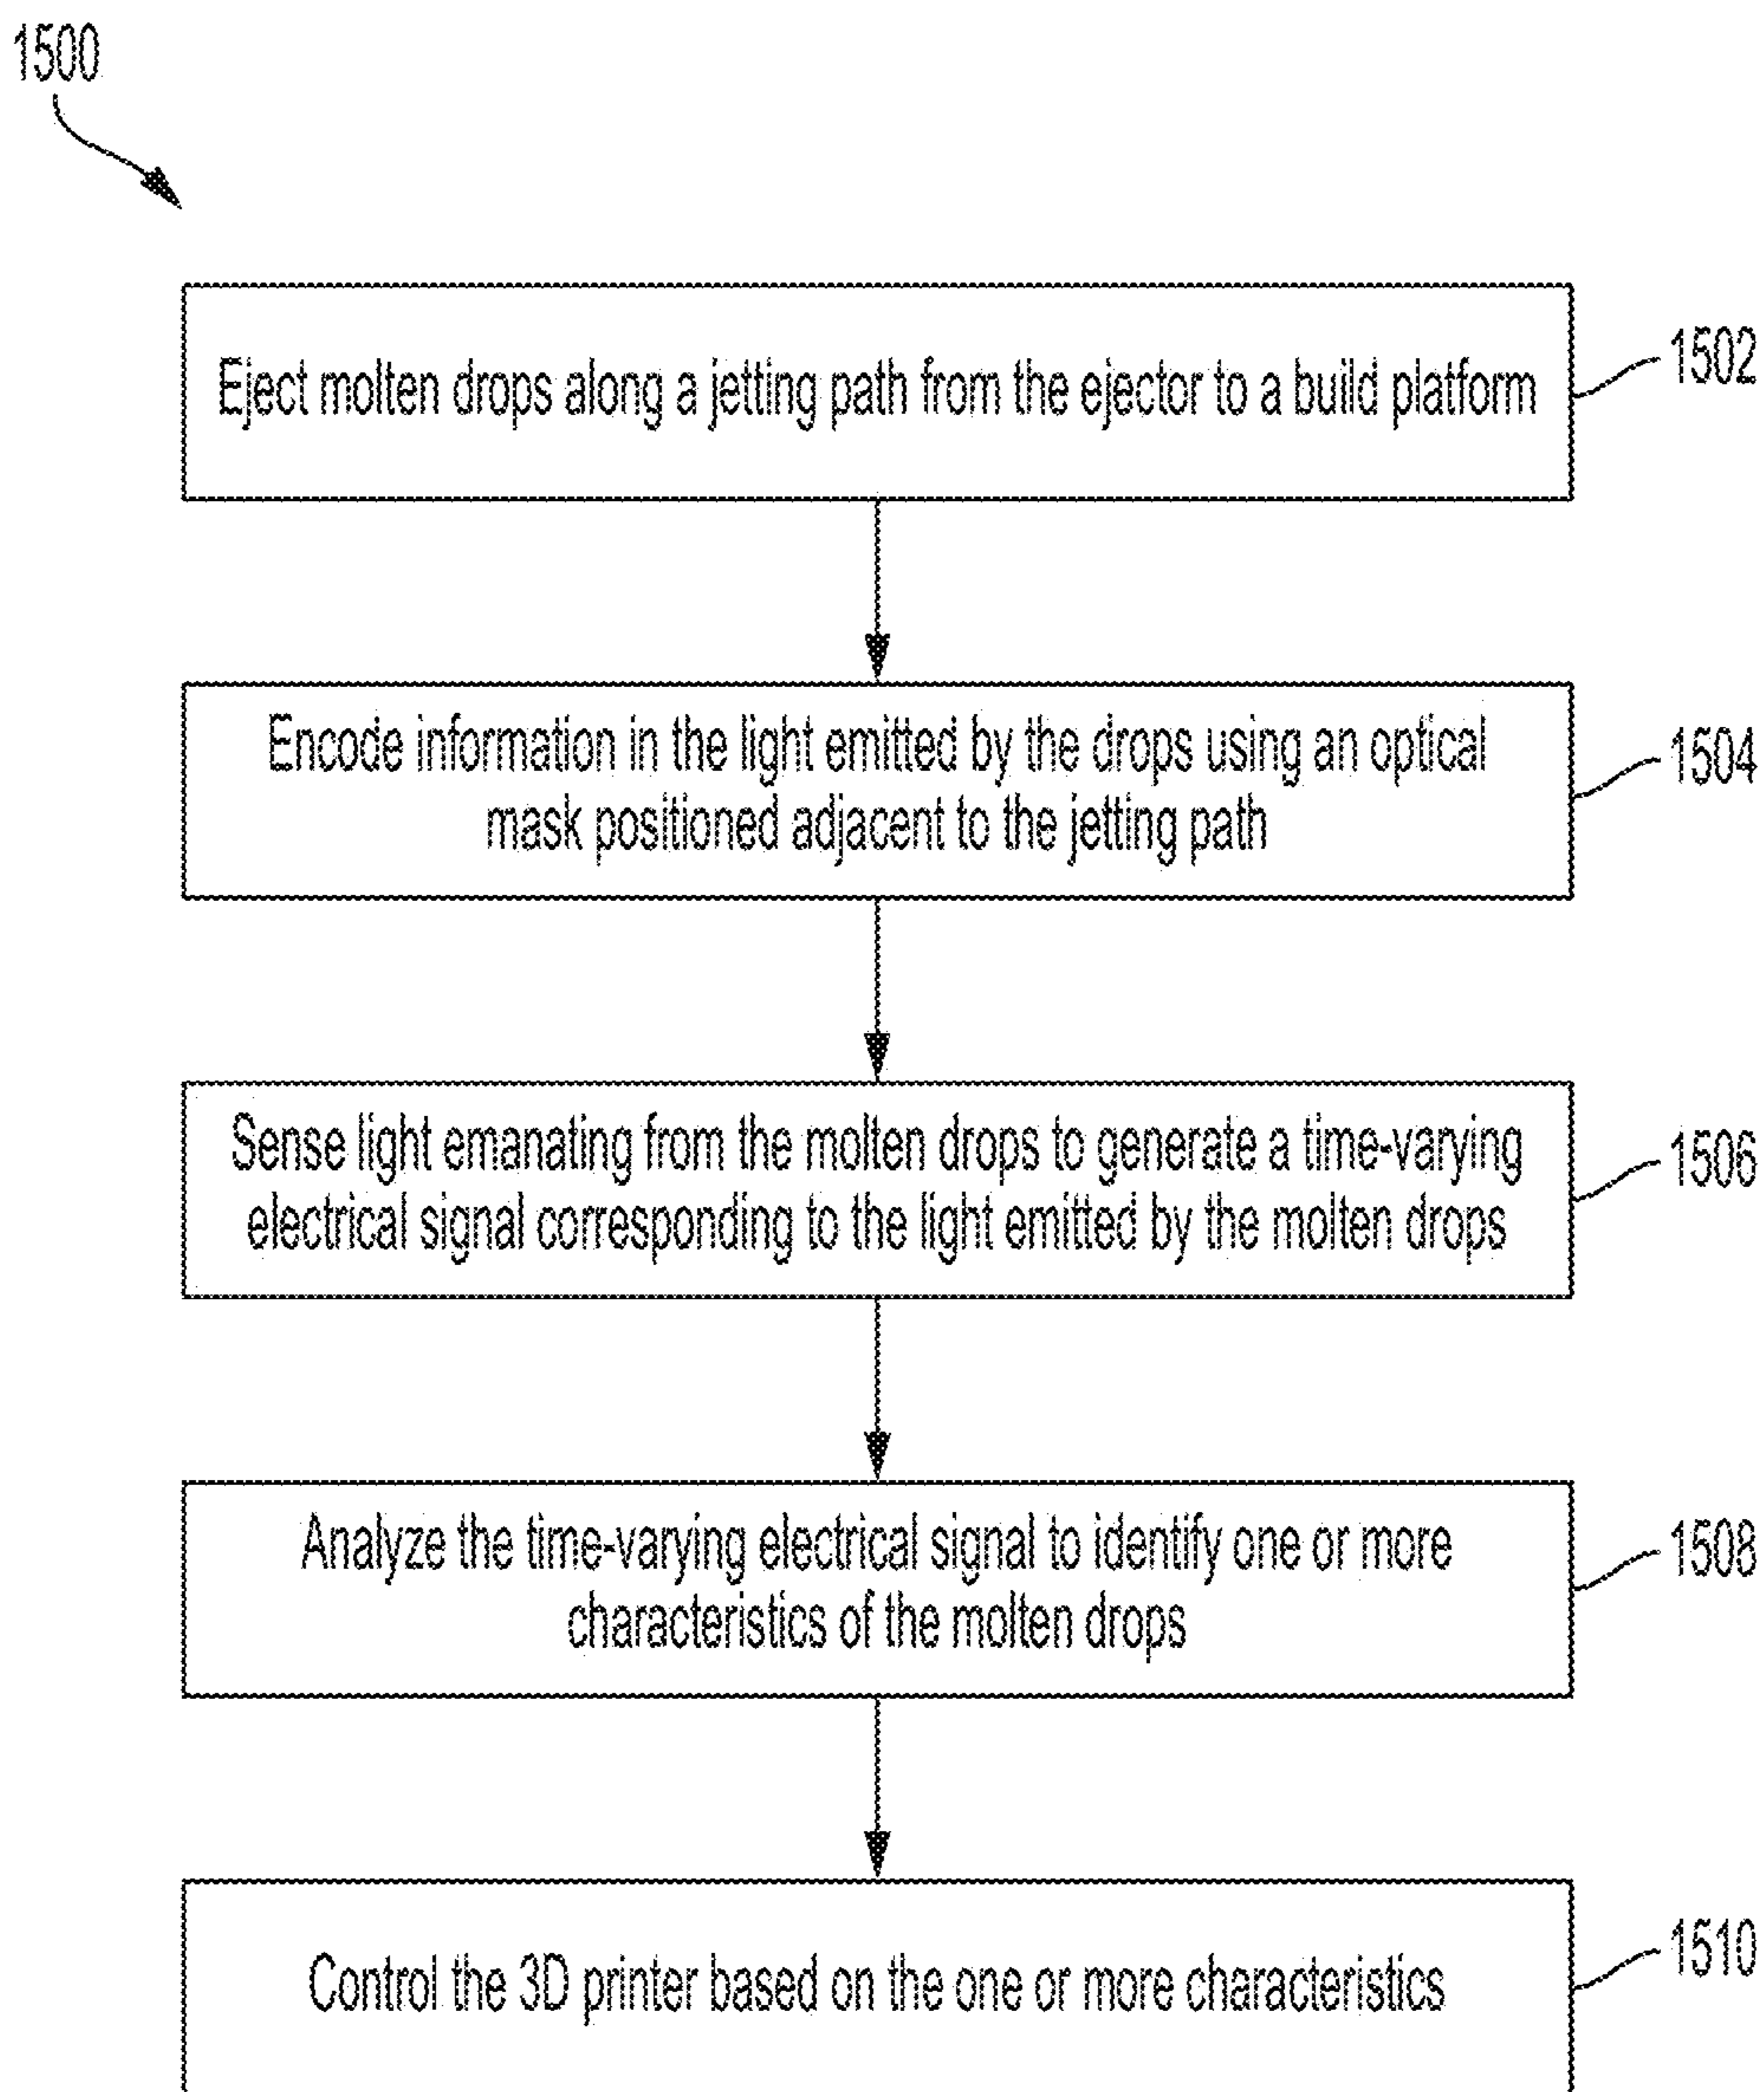 1500
Eject molten drops along a jetting path from the ejector to a build platform
1502
Encode information in the light emitted by the drops using an optical
mask positioned adjacent to the jetting path
1504
Sense light emanating from the molten drops to generate a time-varying
electrical signal corresponding to the light emitted by the molten drops
1506
Analyze the time-varying electrical signal to identify one or more
characteristics of the molten drops
1508
Control the 3D printer based on the one or more characteristics
1510